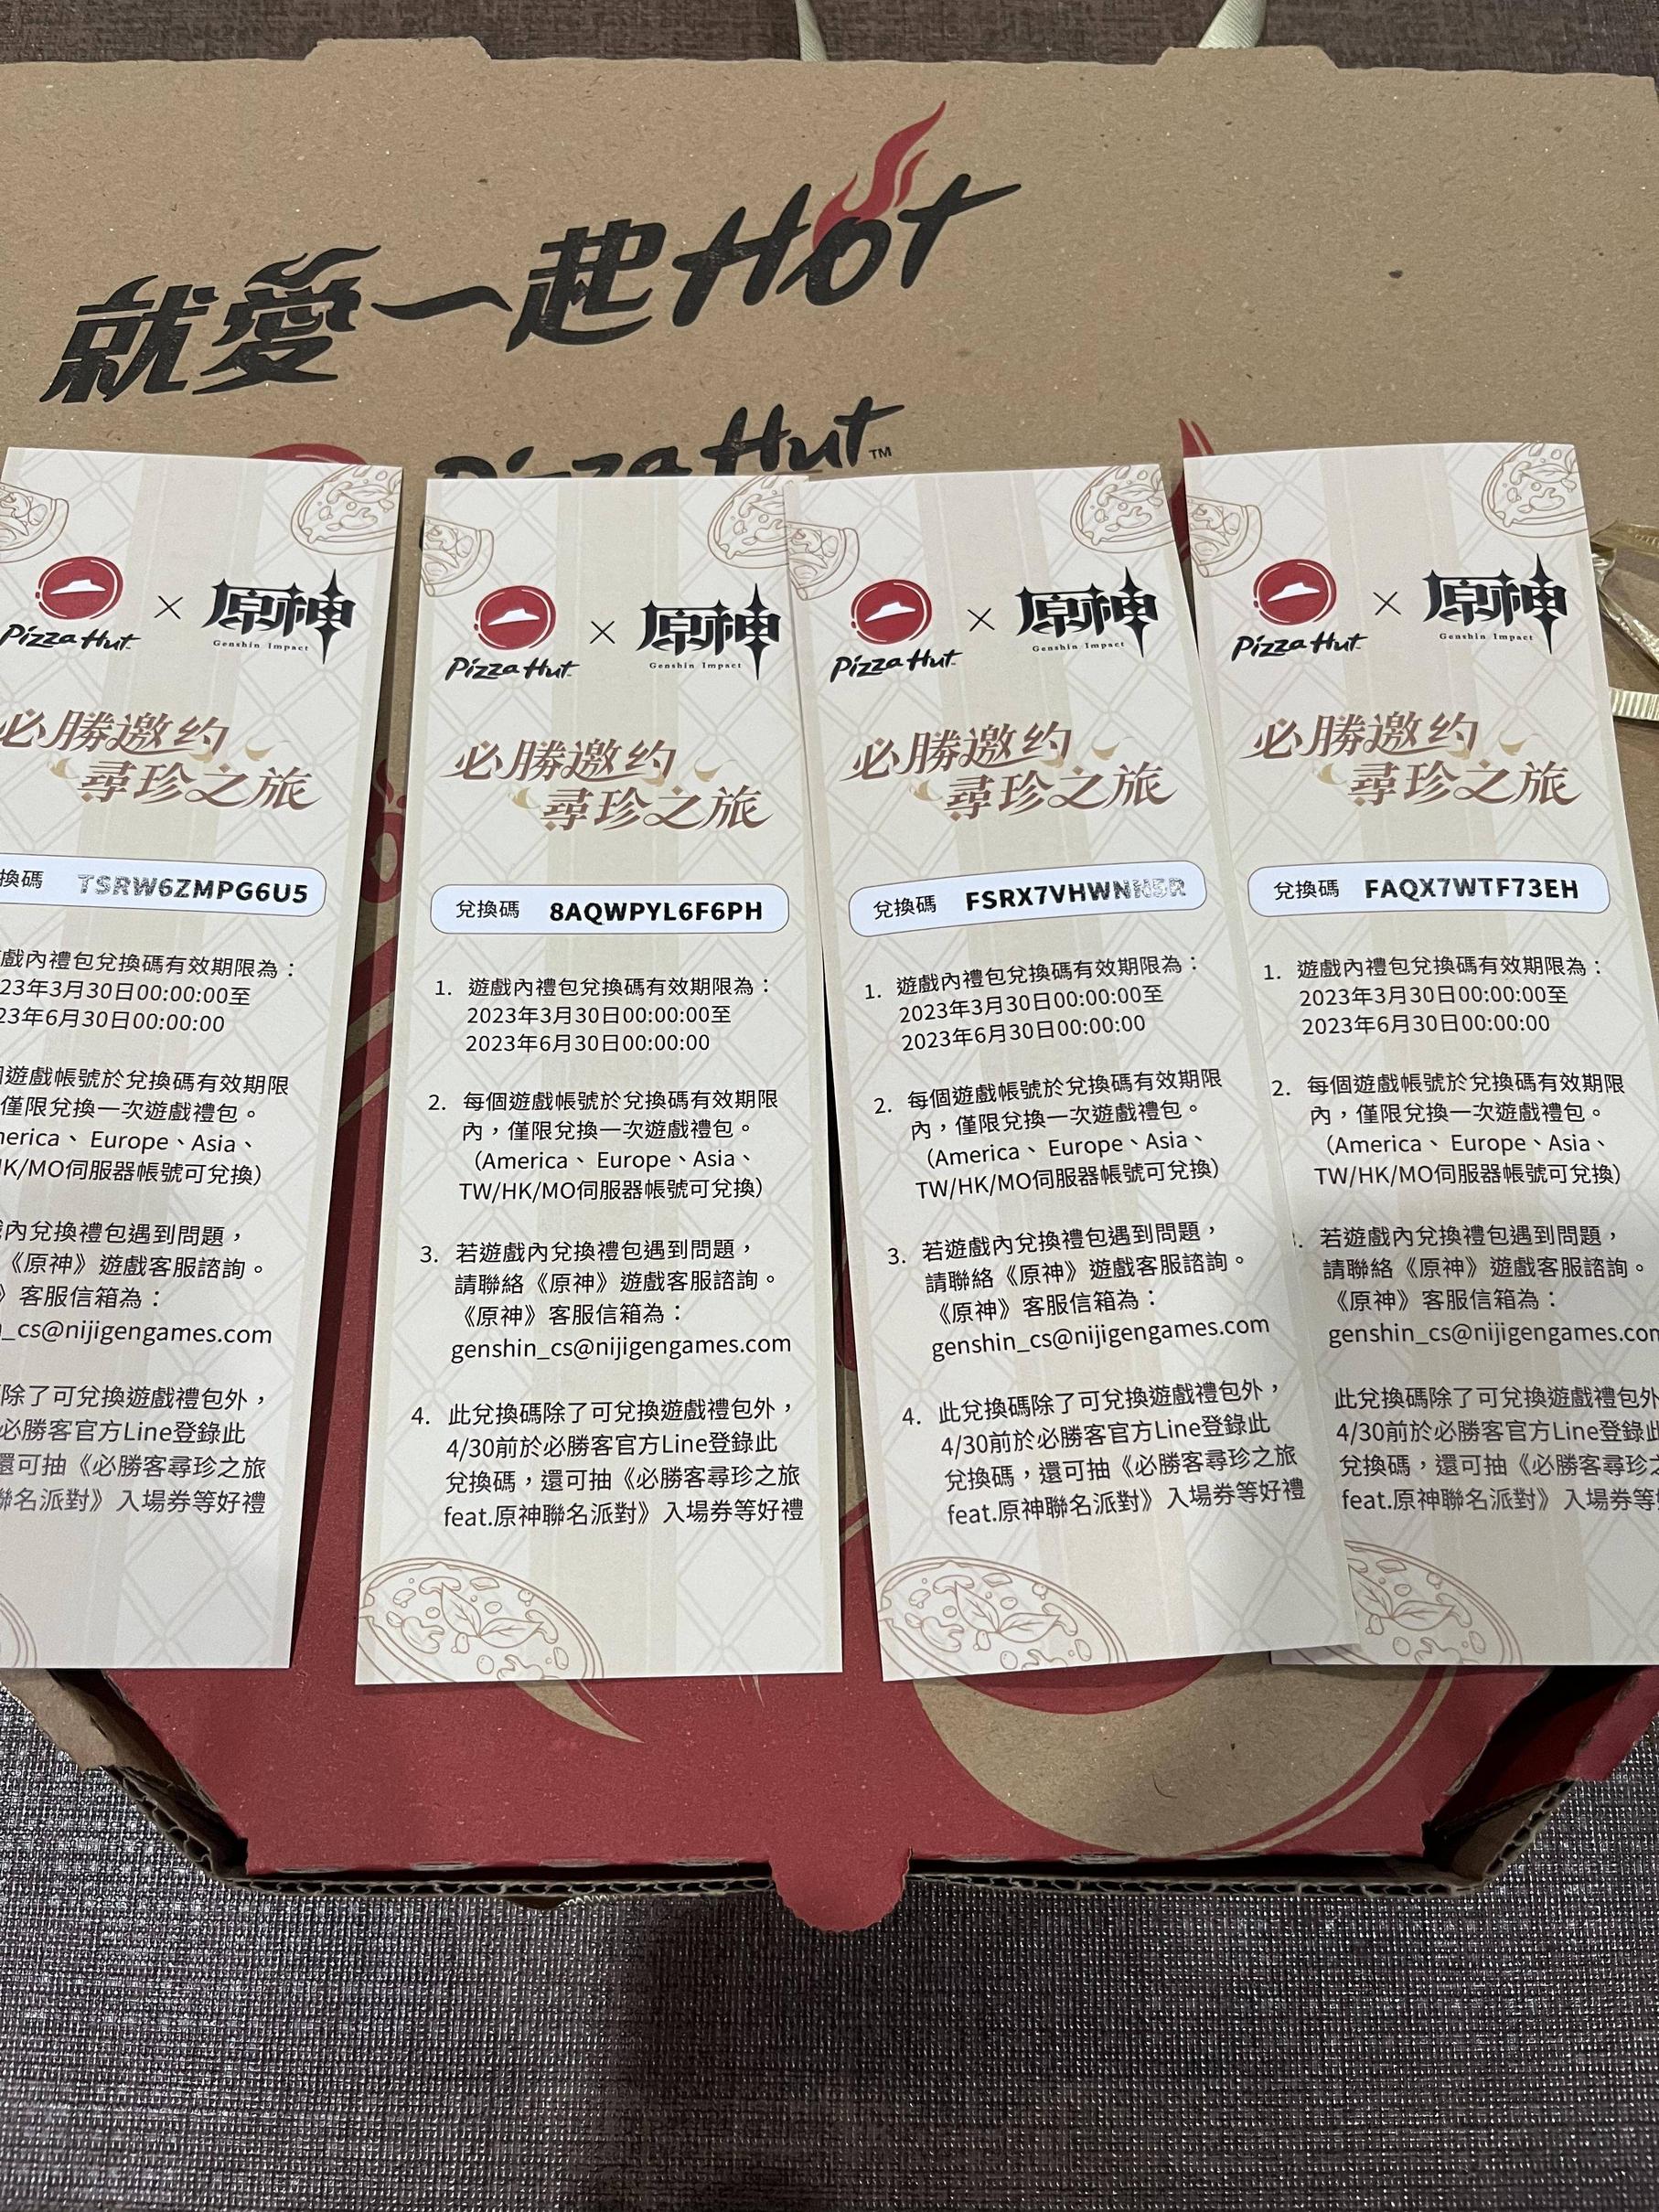 就愛一起Hot
Pizza Hut™
Pizza Hut × 原神
Genshin Impact
必勝邀約
尋珍之旅
換碼 TSRW6ZMPG6U5
戲內禮包兌換碼有效期限為：
23年3月30日00:00:00至
23年6月30日00:00:00
遊戲帳號於兌換碼有效期限
僅限兌換一次遊戲禮包。
merica、Europe、Asia、
HK/MO伺服器帳號可兌換）
內兌換禮包遇到問題，
《原神》遊戲客服諮詢。
》客服信箱為：
_cs@nijigengames.com
除了可兌換遊戲禮包外，
必勝客官方Line登錄此
還可抽《必勝客尋珍之旅
聯名派對》入場券等好禮
Pizza Hut × 原神
Genshin Impact
必勝邀約
尋珍之旅
兌換碼 8AQWPYL6F6PH
1. 遊戲內禮包兌換碼有效期限為：
2023年3月30日00:00:00至
2023年6月30日00:00:00
2. 每個遊戲帳號於兌換碼有效期限
內，僅限兌換一次遊戲禮包。
（America、Europe、Asia、
TW/HK/MO伺服器帳號可兌換）
3. 若遊戲內兌換禮包遇到問題，
請聯絡《原神》遊戲客服諮詢。
《原神》客服信箱為：
genshin_cs@nijigengames.com
4. 此兌換碼除了可兌換遊戲禮包外，
4/30前於必勝客官方Line登錄此
兌換碼，還可抽《必勝客尋珍之旅
feat.原神聯名派對》入場券等好禮
Pizza Hut × 原神
Genshin Impact
必勝邀約
尋珍之旅
兌換碼 FSRX7VHWNN5R
1. 遊戲內禮包兌換碼有效期限為：
2023年3月30日00:00:00至
2023年6月30日00:00:00
2. 每個遊戲帳號於兌換碼有效期限
內，僅限兌換一次遊戲禮包。
（America、Europe、Asia、
TW/HK/MO伺服器帳號可兌換）
3. 若遊戲內兌換禮包遇到問題，
請聯絡《原神》遊戲客服諮詢。
《原神》客服信箱為：
genshin_cs@nijigengames.com
4. 此兌換碼除了可兌換遊戲禮包外，
4/30前於必勝客官方Line登錄此
兌換碼，還可抽《必勝客尋珍之旅
feat.原神聯名派對》入場券等好禮
Pizza Hut × 原神
Genshin Impact
必勝邀約
尋珍之旅
兌換碼 FAQX7WTF73EH
1. 遊戲內禮包兌換碼有效期限為：
2023年3月30日00:00:00至
2023年6月30日00:00:00
2. 每個遊戲帳號於兌換碼有效期限
內，僅限兌換一次遊戲禮包。
（America、Europe、Asia、
TW/HK/MO伺服器帳號可兌換）
若遊戲內兌換禮包遇到問題，
請聯絡《原神》遊戲客服諮詢。
《原神》客服信箱為：
genshin_cs@nijigengames.com
此兌換碼除了可兌換遊戲禮包外
4/30前於必勝客官方Line登錄此
兌換碼，還可抽《必勝客尋珍之
feat.原神聯名派對》入場券等